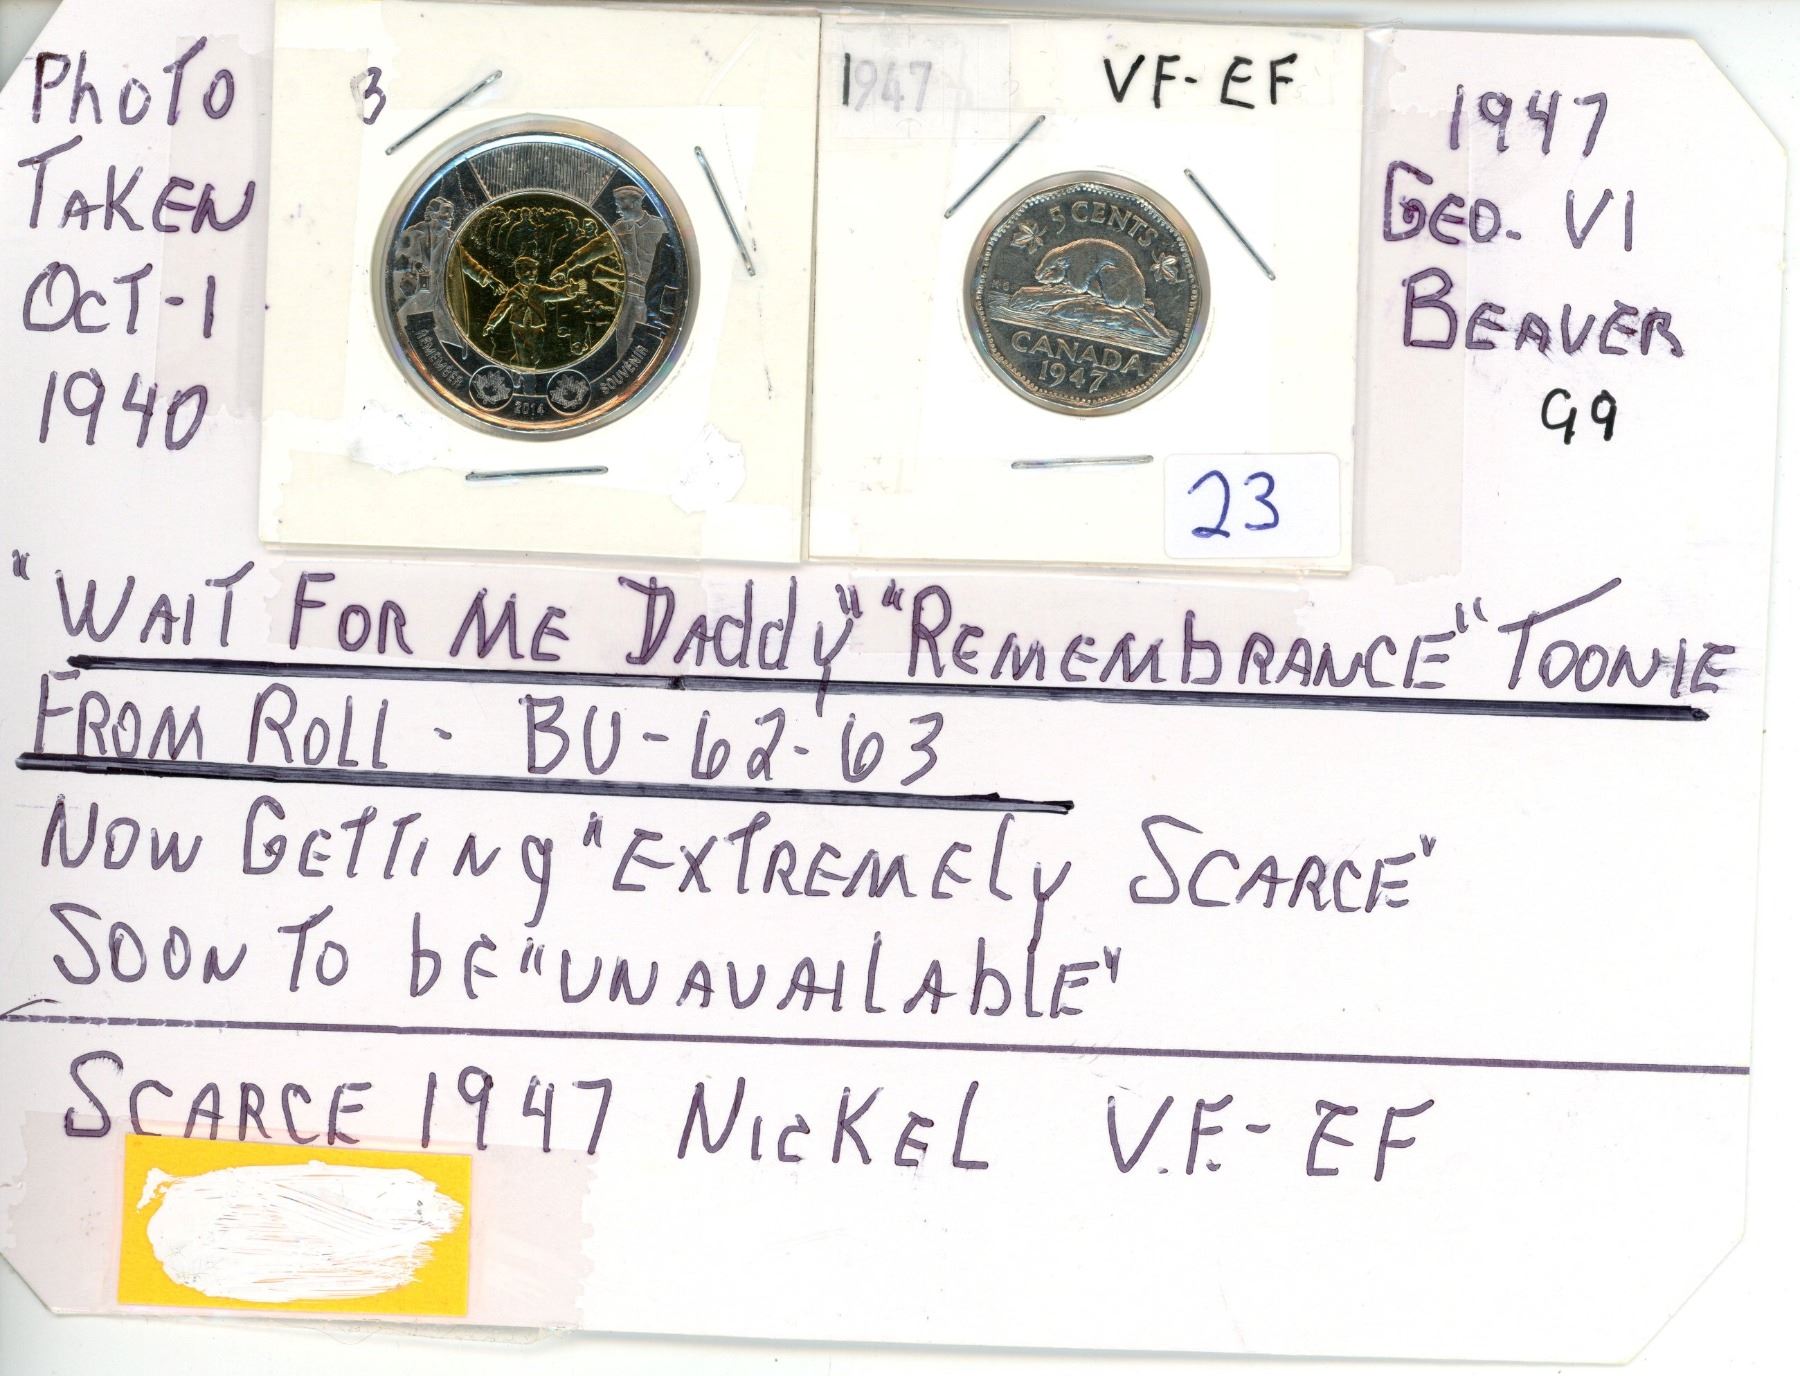 PhoTo
TAKEN
OcT-1
1940
3
REMEMBER
SOUVENIR
2014
1947
VF-EF
5 CENTS
CANADA
1947
23
1947
GEO. VI
BEAVER
"WAIT FOR ME DAddy" "REMEMbRANCE" TOONIE
FROM ROLL - BU-62-63
NOW GETTINg "EXTREMELy SCARCE"
SOON TO bE "UNAVAILAbLE"
SCARCE 1947 NIcKEL V.F.-EF